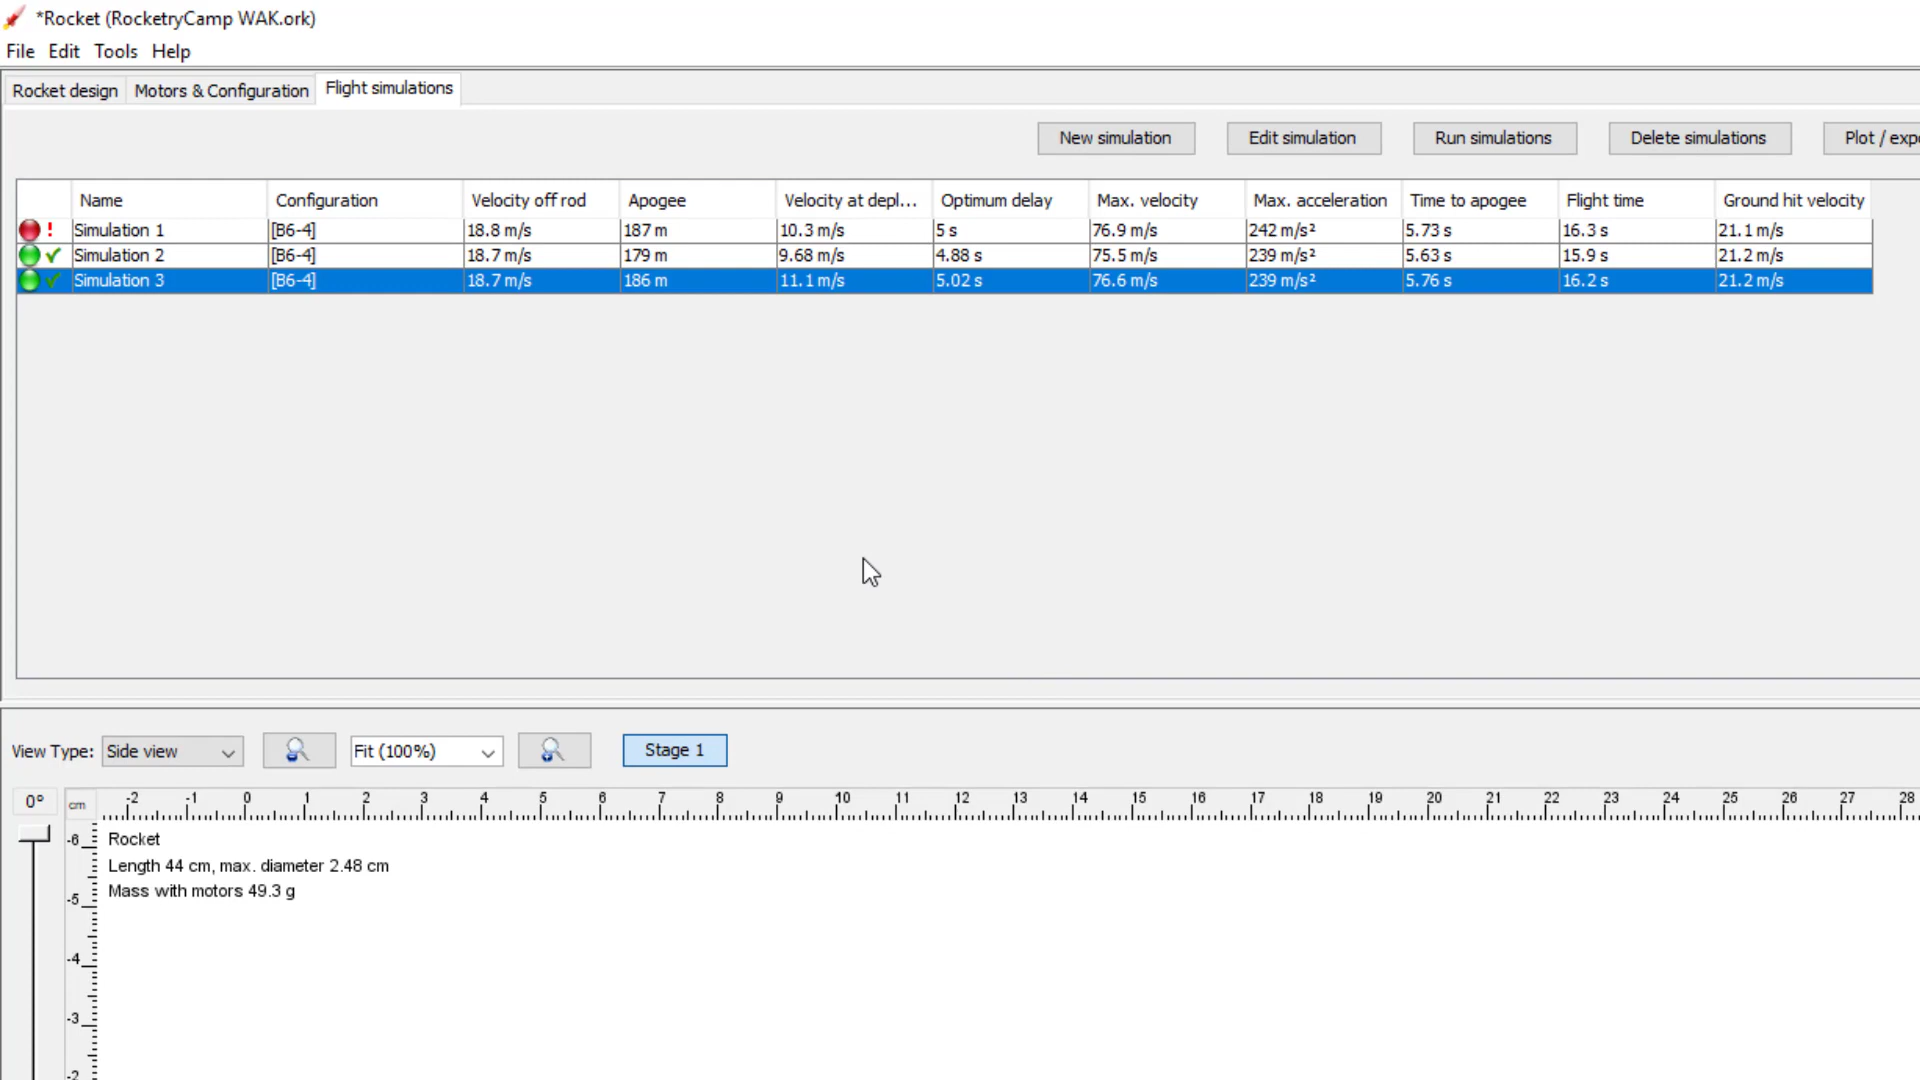 *Rocket (RocketryCamp WAK.ork)
File Edit Tools Help
Rocket design Motors & Configuration Flight simulations
New simulation Edit simulation Run simulations Delete simulations Plot / expo
Name Configuration Velocity off rod Apogee Velocity at depl... Optimum delay Max. velocity Max. acceleration Time to apogee Flight time Ground hit velocity
! Simulation 1 [B6-4] 18.8 m/s 187 m 10.3 m/s 5 s 76.9 m/s 242 m/s² 5.73 s 16.3 s 21.1 m/s
Simulation 2 [B6-4] 18.7 m/s 179 m 9.68 m/s 4.88 s 75.5 m/s 239 m/s² 5.63 s 15.9 s 21.2 m/s
Simulation 3 [B6-4] 18.7 m/s 186 m 11.1 m/s 5.02 s 76.6 m/s 239 m/s² 5.76 s 16.2 s 21.2 m/s
View Type: Side view Fit (100%) Stage 1
0° cm -2 -1 0 1 2 3 4 5 6 7 8 9 10 11 12 13 14 15 16 17 18 19 20 21 22 23 24 25 26 27 28
-6 Rocket
Length 44 cm, max. diameter 2.48 cm
-5 Mass with motors 49.3 g
-4
-3
-2